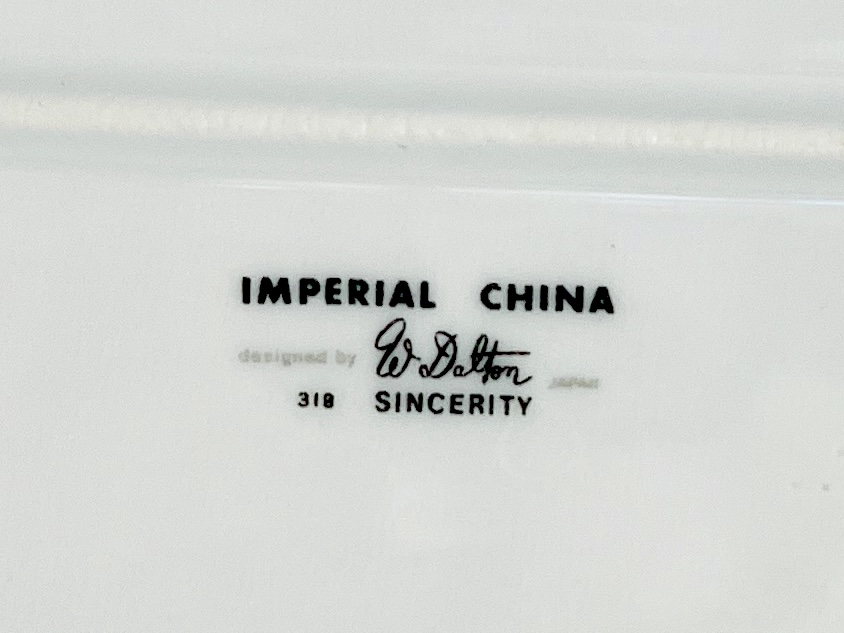 IMPERIAL CHINA
designed by W. Dalton JAPAN
318 SINCERITY